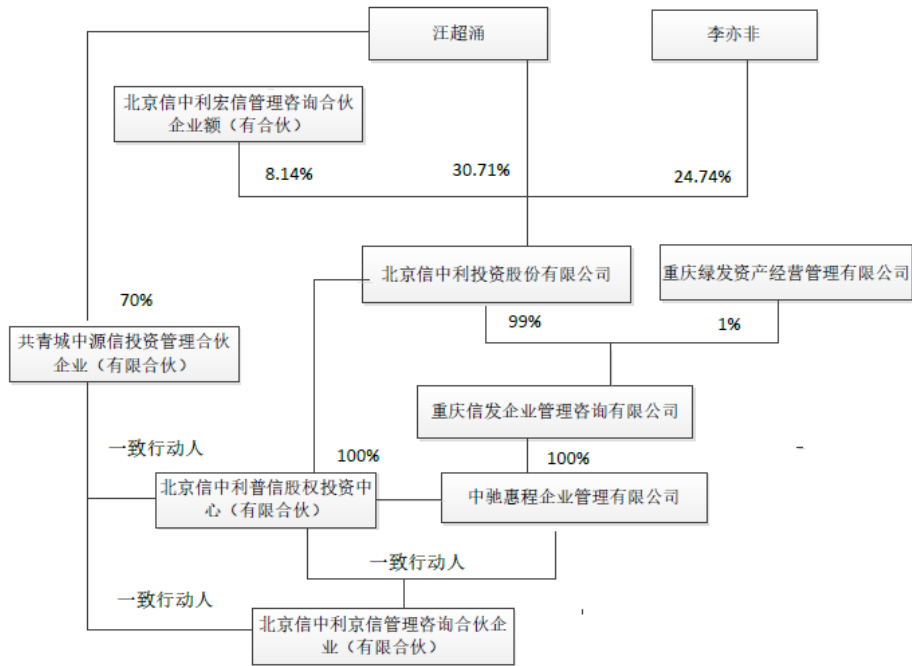 汪超涌
李亦非
北京信中利宏信管理咨询合伙
企业额（有合伙）
8.14%
30.71%
24.74%
北京信中利投资股份有限公司
重庆绿发资产经营管理有限公司
70%
99%
1%
共青城中源信投资管理合伙
企业（有限合伙）
重庆信发企业管理咨询有限公司
一致行动人
100%
100%
北京信中利普信股权投资中
心（有限合伙）
中驰惠程企业管理有限公司
一致行动人
一致行动人
北京信中利京信管理咨询合伙企
业（有限合伙）